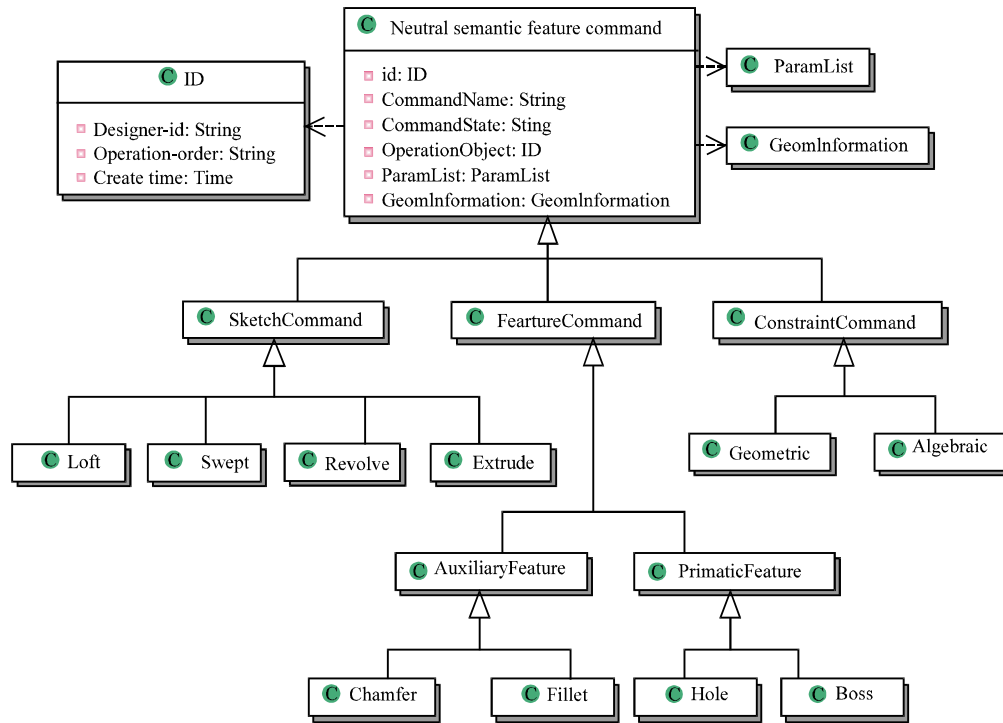 C Neutral semantic feature command
id: ID
CommandName: String
CommandState: Sting
OperationObject: ID
ParamList: ParamList
GeomInformation: GeomInformation
C ID
Designer-id: String
Operation-order: String
Create time: Time
C ParamList
C GeomInformation
C SketchCommand
C FeartureCommand
C ConstraintCommand
C Loft
C Swept
C Revolve
C Extrude
C Geometric
C Algebraic
C AuxiliaryFeature
C PrimaticFeature
C Chamfer
C Fillet
C Hole
C Boss